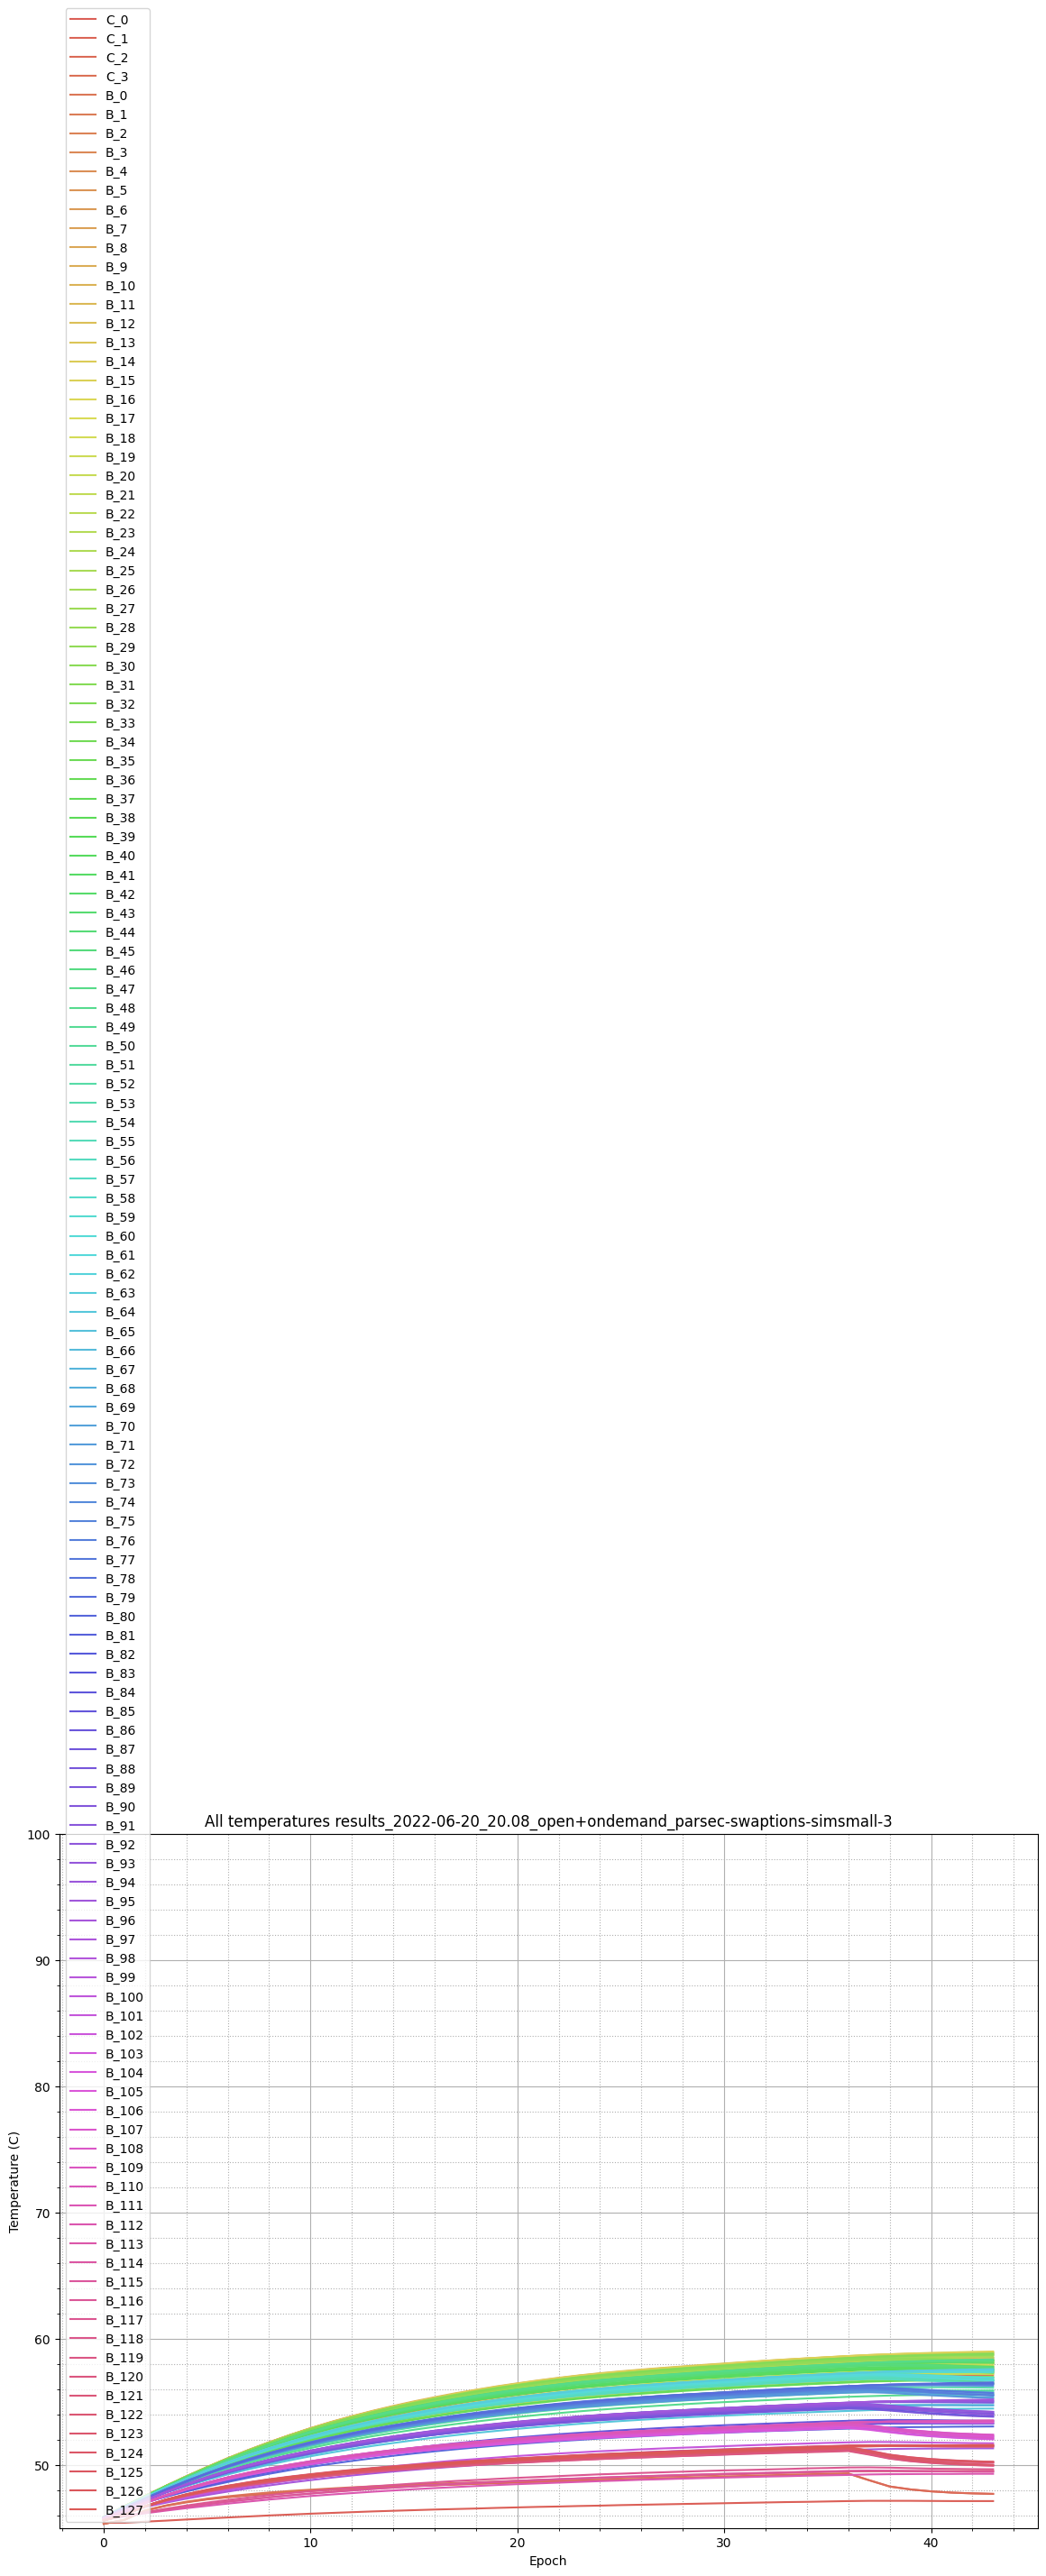 C_0
C_1
C_2
C_3
B_0
B_1
B_2
B_3
B_4
B_5
B_6
B_7
B_8
B_9
B_10
B_11
B_12
B_13
B_14
B_15
B_16
B_17
B_18
B_19
B_20
B_21
B_22
B_23
B_24
B_25
B_26
B_27
B_28
B_29
B_30
B_31
B_32
B_33
B_34
B_35
B_36
B_37
B_38
B_39
B_40
B_41
B_42
B_43
B_44
B_45
B_46
B_47
B_48
B_49
B_50
B_51
B_52
B_53
B_54
B_55
B_56
B_57
B_58
B_59
B_60
B_61
B_62
B_63
B_64
B_65
B_66
B_67
B_68
B_69
B_70
B_71
B_72
B_73
B_74
B_75
B_76
B_77
B_78
B_79
B_80
B_81
B_82
B_83
B_84
B_85
B_86
B_87
B_88
B_89
B_90
B_91
B_92
B_93
B_94
B_95
B_96
B_97
B_98
B_99
B_100
B_101
B_102
B_103
B_104
B_105
B_106
B_107
B_108
B_109
B_110
B_111
B_112
B_113
B_114
B_115
B_116
B_117
B_118
B_119
B_120
B_121
B_122
B_123
B_124
B_125
B_126
B_127
All temperatures results_2022-06-20_20.08_open+ondemand_parsec-swaptions-simsmall-3
100
90
80
70
60
50
Temperature (C)
0
10
20
30
40
Epoch